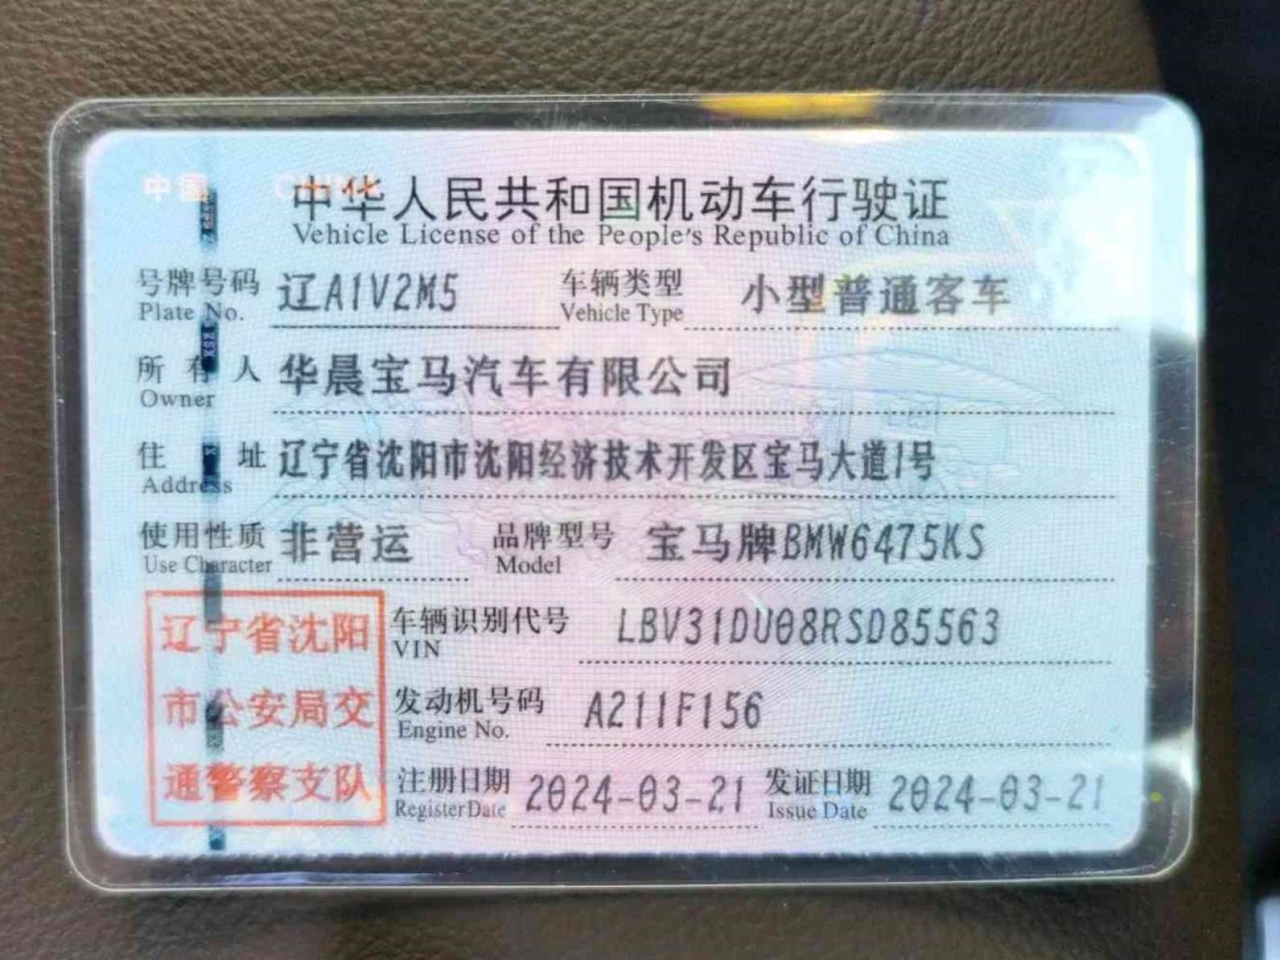 中国 CHINA
中华人民共和国机动车行驶证
Vehicle License of the People's Republic of China
号牌号码 辽A1V2M5 车辆类型 小型普通客车
Plate No. Vehicle Type
所有人 华晨宝马汽车有限公司
Owner
住址 辽宁省沈阳市沈阳经济技术开发区宝马大道1号
Address
使用性质 非营运 品牌型号 宝马牌BMW6475KS
Use Character Model
车辆识别代号 LBV31DU08RSD85563
VIN
发动机号码 A211F156
Engine No.
注册日期 2024-03-21 发证日期 2024-03-21
Register Date Issue Date
辽宁省沈阳
市公安局交
通警察支队